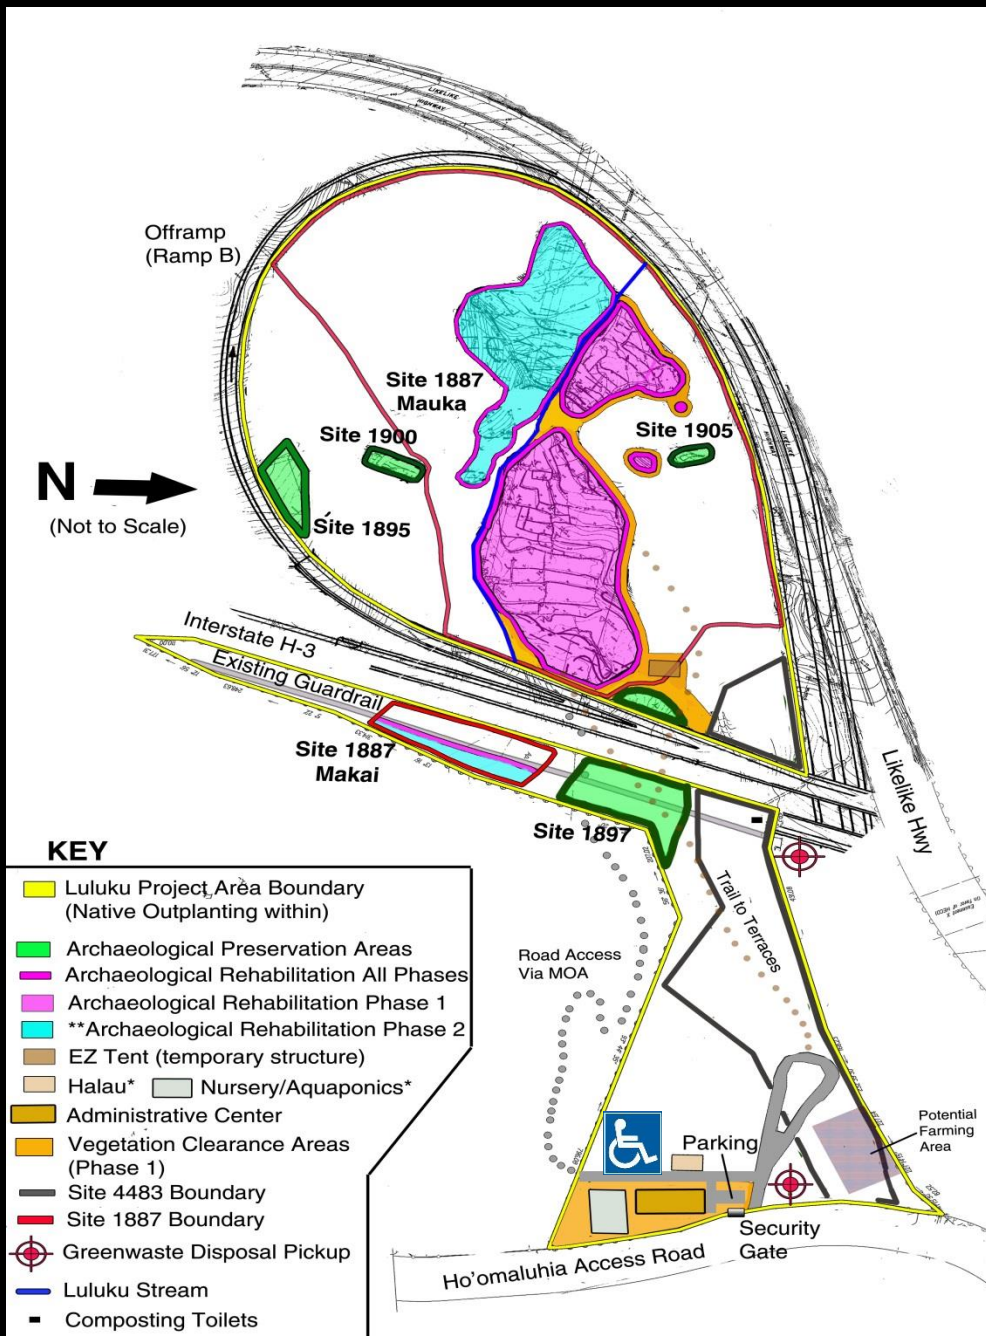 LIKELIKE
HIGHWAY
Offramp
(Ramp B)
Site 1887
Mauka
Site 1900
Site 1905
N
(Not to Scale)
Site 1895
LIKELIKE
HIGHWAY
Interstate H-3
Existing Guardrail
Site 1887
Makai
Site 1897
Likelike Hwy
Trail to Terraces
Road Access
Via MOA
Potential
Farming
Area
Parking
Security
Gate
Ho'omaluhia Access Road
KEY
Luluku Project Area Boundary
(Native Outplanting within)
Archaeological Preservation Areas
Archaeological Rehabilitation All Phases
Archaeological Rehabilitation Phase 1
**Archaeological Rehabilitation Phase 2
EZ Tent (temporary structure)
Halau* Nursery/Aquaponics*
Administrative Center
Vegetation Clearance Areas
(Phase 1)
Site 4483 Boundary
Site 1887 Boundary
Greenwaste Disposal Pickup
Luluku Stream
Composting Toilets